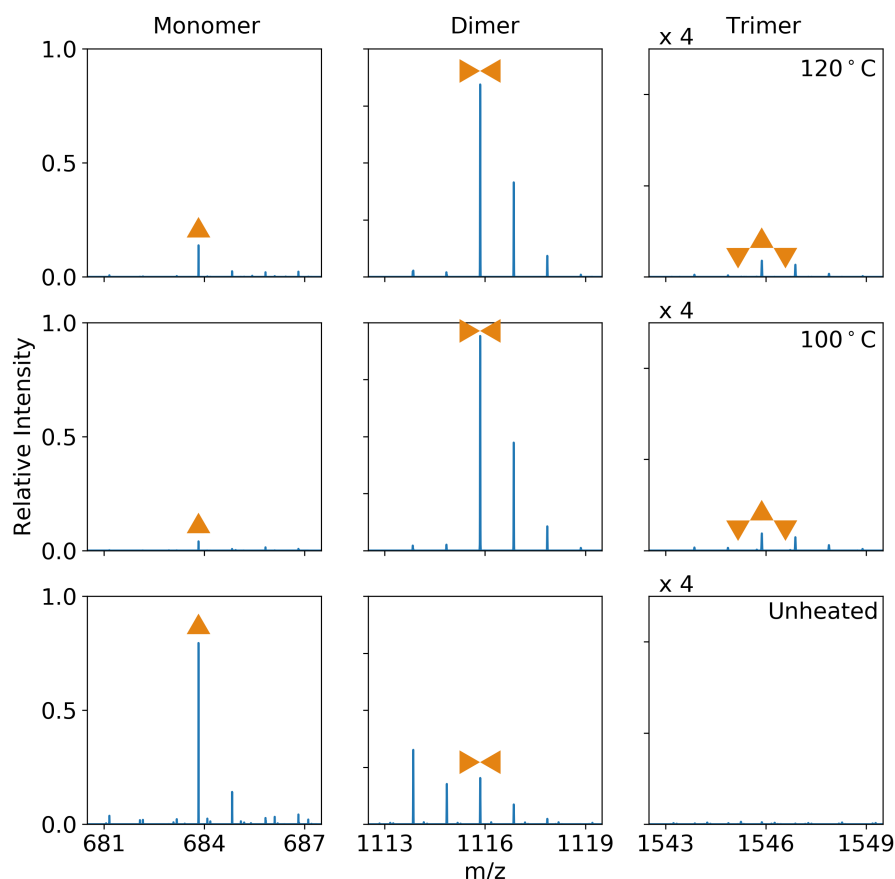 Monomer
Dimer
Trimer
x 4
120°C
1.0
0.5
0.0
x 4
100°C
1.0
0.5
0.0
Relative Intensity
x 4
Unheated
1.0
0.5
0.0
681 684 687
1113 1116 1119
1543 1546 1549
m/z